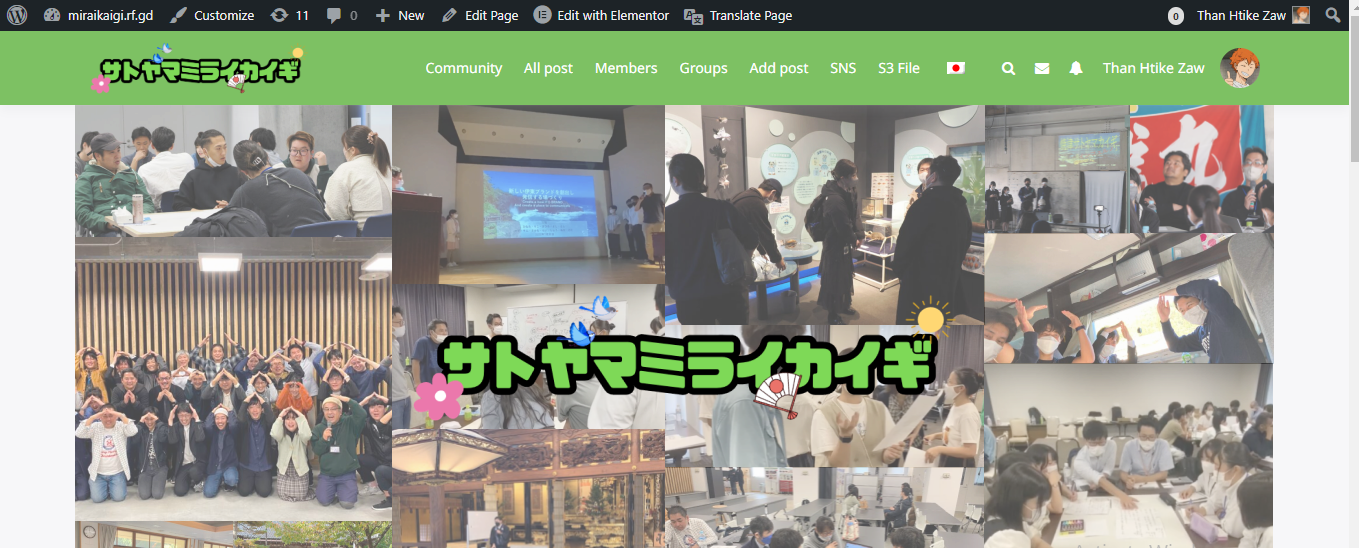 miraikaigi.rf.gd Customize 11 0 New Edit Page Edit with Elementor Translate Page 0 Than Htike Zaw
サトヤマミライカイギ Community All post Members Groups Add post SNS S3 File Than Htike Zaw
サトヤマミライカイギ